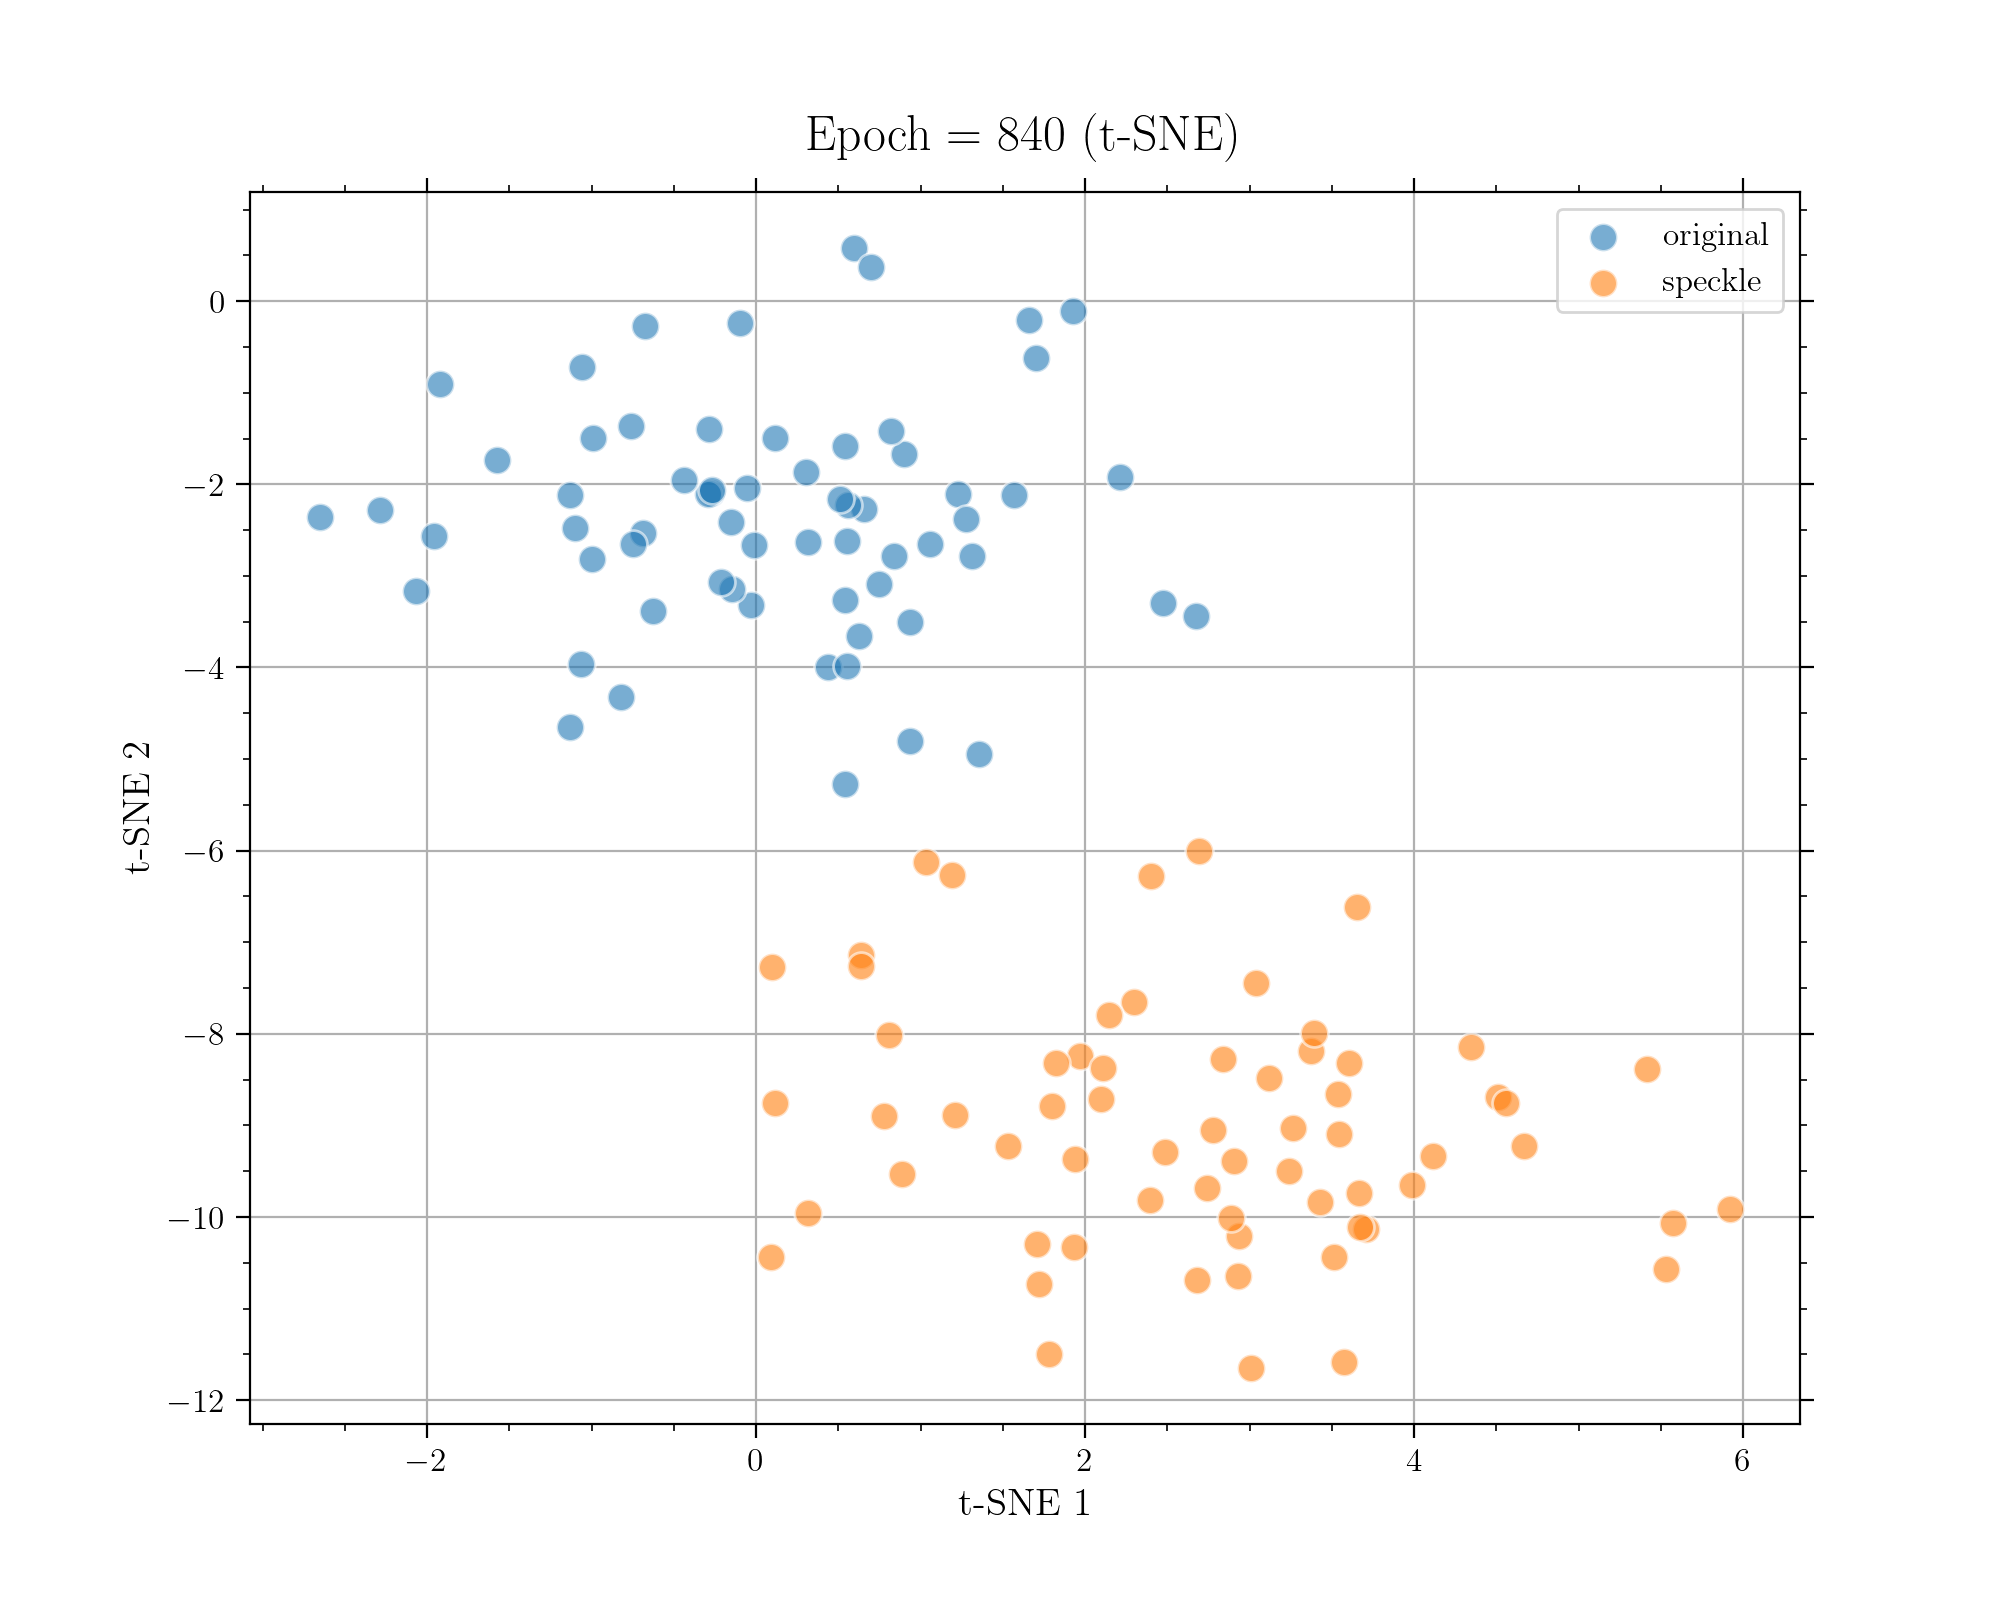 Epoch = 840 (t-SNE)
original
speckle
0
−2
−4
−6
−8
−10
−12
t-SNE 2
−2 0 2 4 6
t-SNE 1